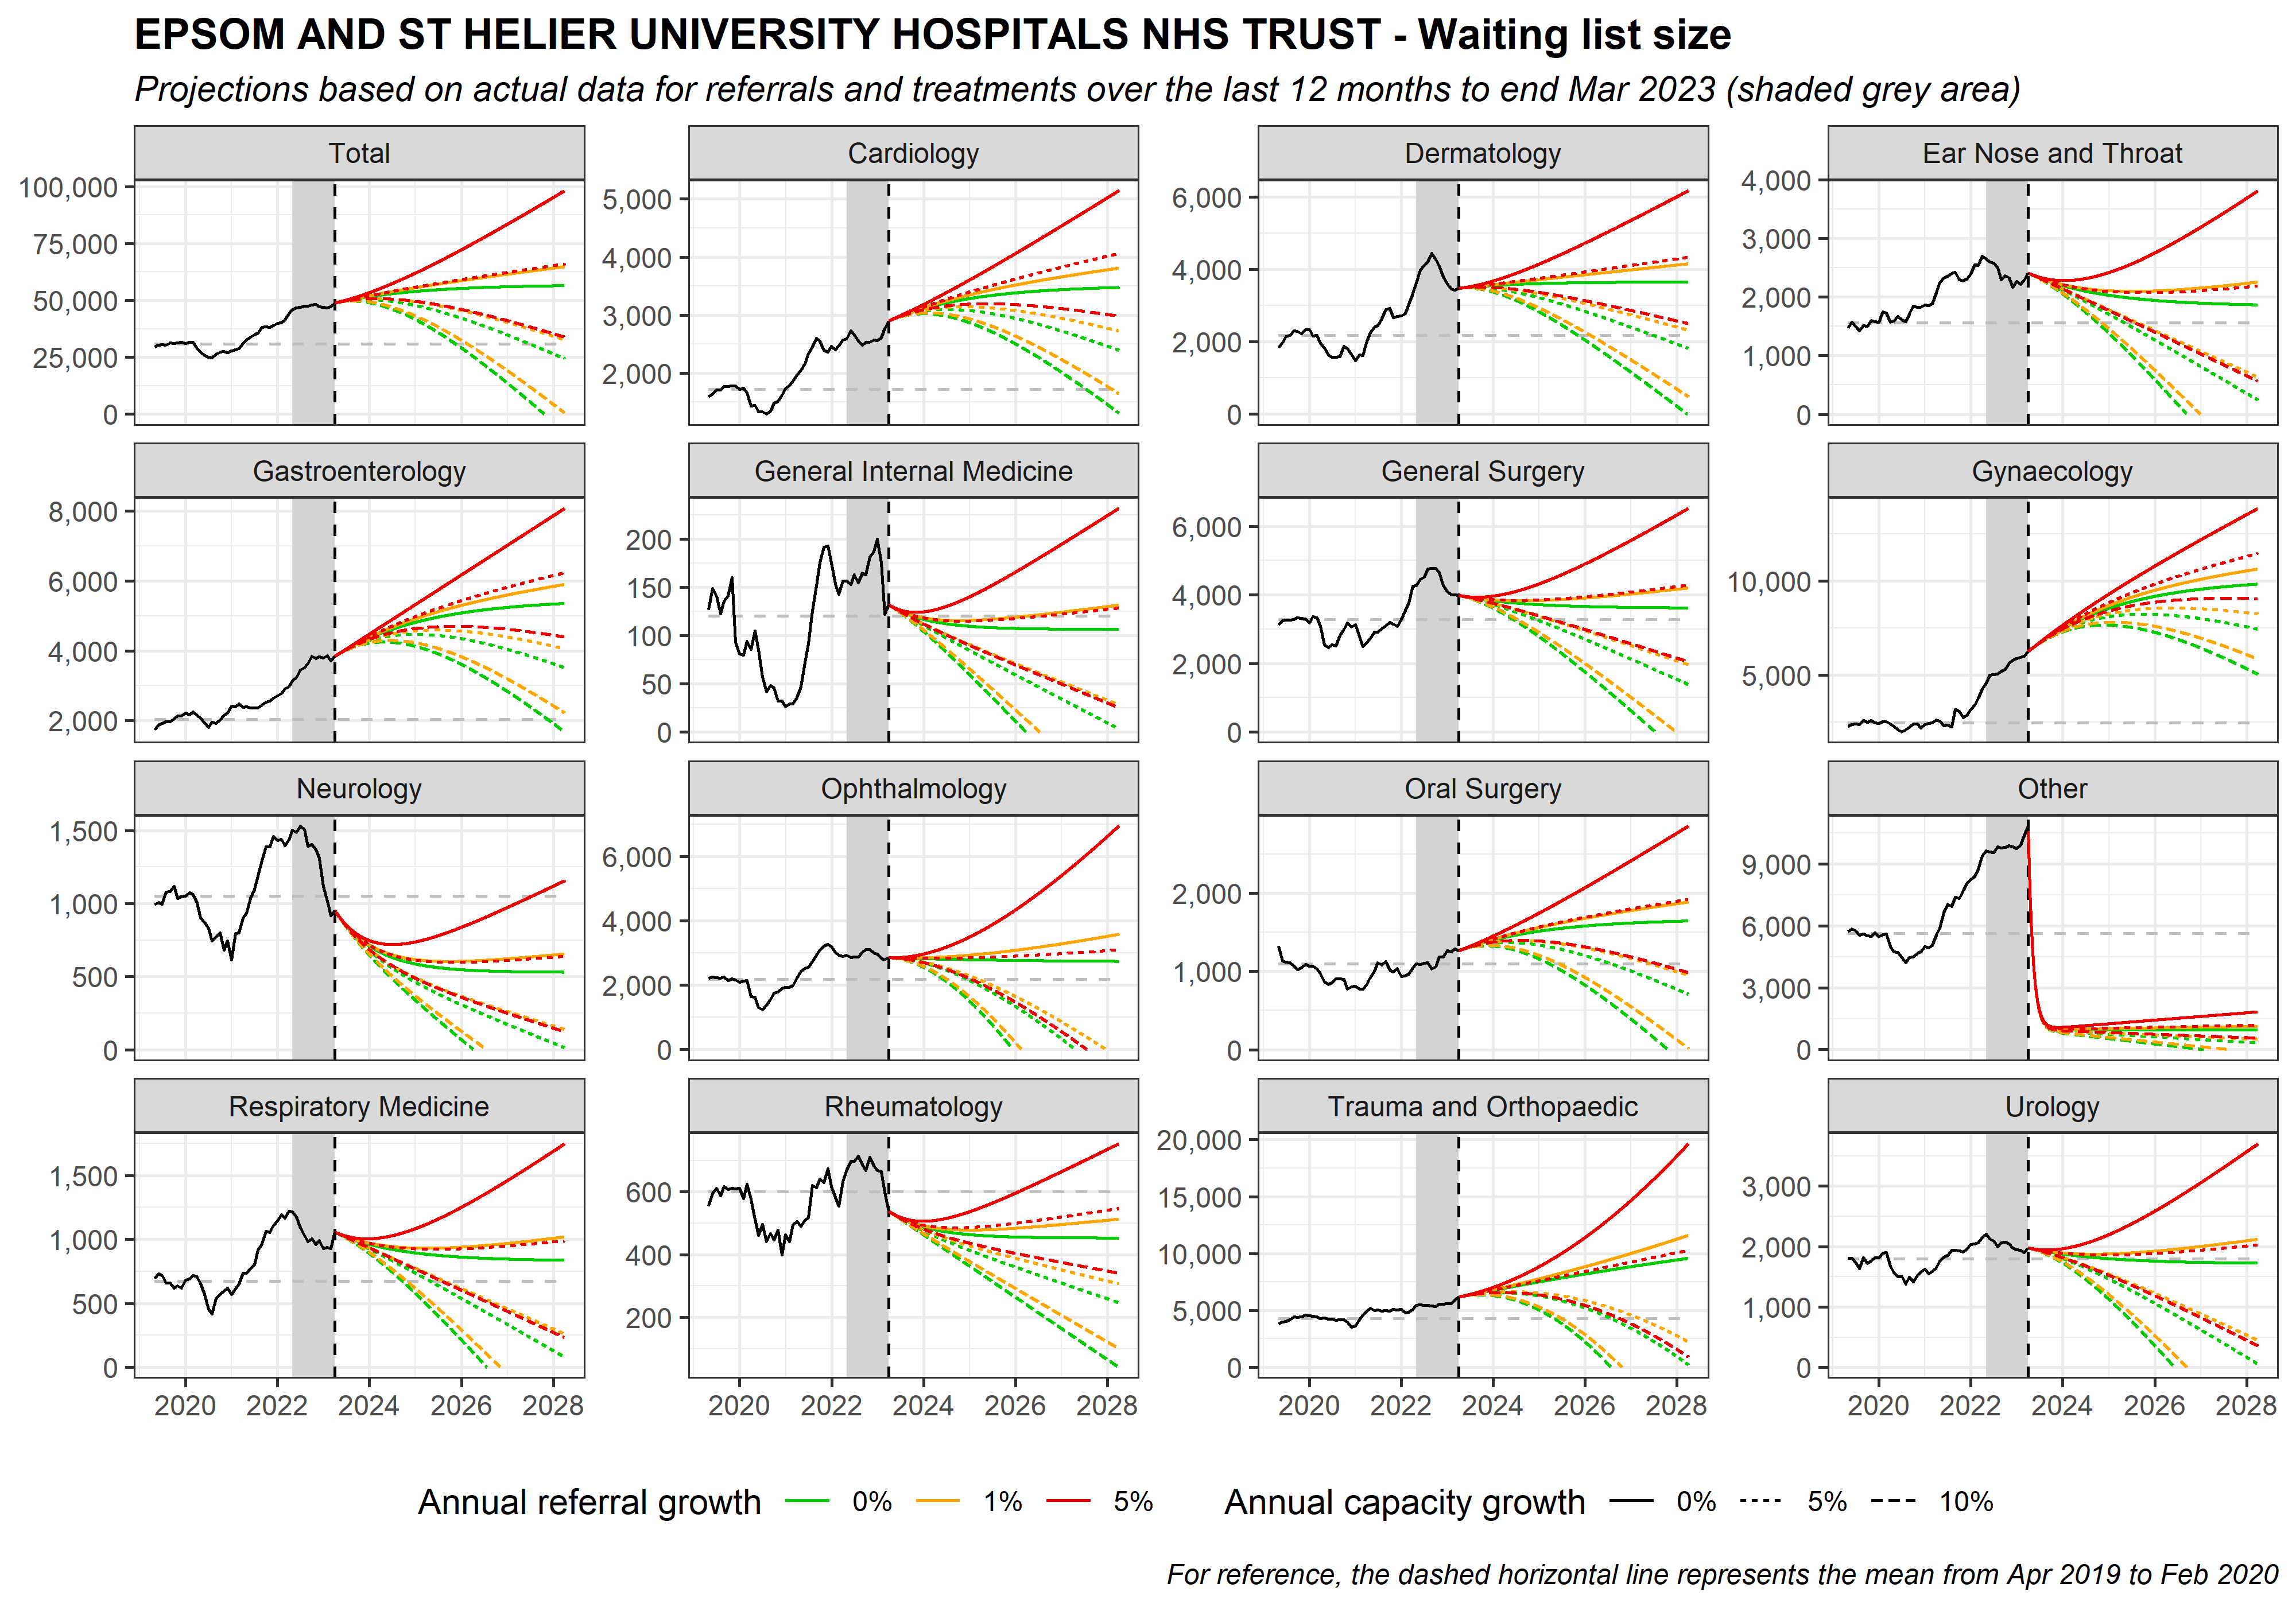 EPSOM AND ST HELIER UNIVERSITY HOSPITALS NHS TRUST - Waiting list size
Projections based on actual data for referrals and treatments over the last 12 months to end Mar 2023 (shaded grey area)
Total
100,000
75,000
50,000
25,000
0
Cardiology
5,000
4,000
3,000
2,000
Dermatology
6,000
4,000
2,000
0
Ear Nose and Throat
4,000
3,000
2,000
1,000
0
Gastroenterology
8,000
6,000
4,000
2,000
General Internal Medicine
200
150
100
50
0
General Surgery
6,000
4,000
2,000
0
Gynaecology
10,000
5,000
Neurology
1,500
1,000
500
0
Ophthalmology
6,000
4,000
2,000
0
Oral Surgery
2,000
1,000
0
Other
9,000
6,000
3,000
0
Respiratory Medicine
1,500
1,000
500
0
2020 2022 2024 2026 2028
Rheumatology
600
400
200
2020 2022 2024 2026 2028
Trauma and Orthopaedic
20,000
15,000
10,000
5,000
0
2020 2022 2024 2026 2028
Urology
3,000
2,000
1,000
0
2020 2022 2024 2026 2028
Annual referral growth 0% 1% 5% Annual capacity growth 0% 5% 10%
For reference, the dashed horizontal line represents the mean from Apr 2019 to Feb 2020